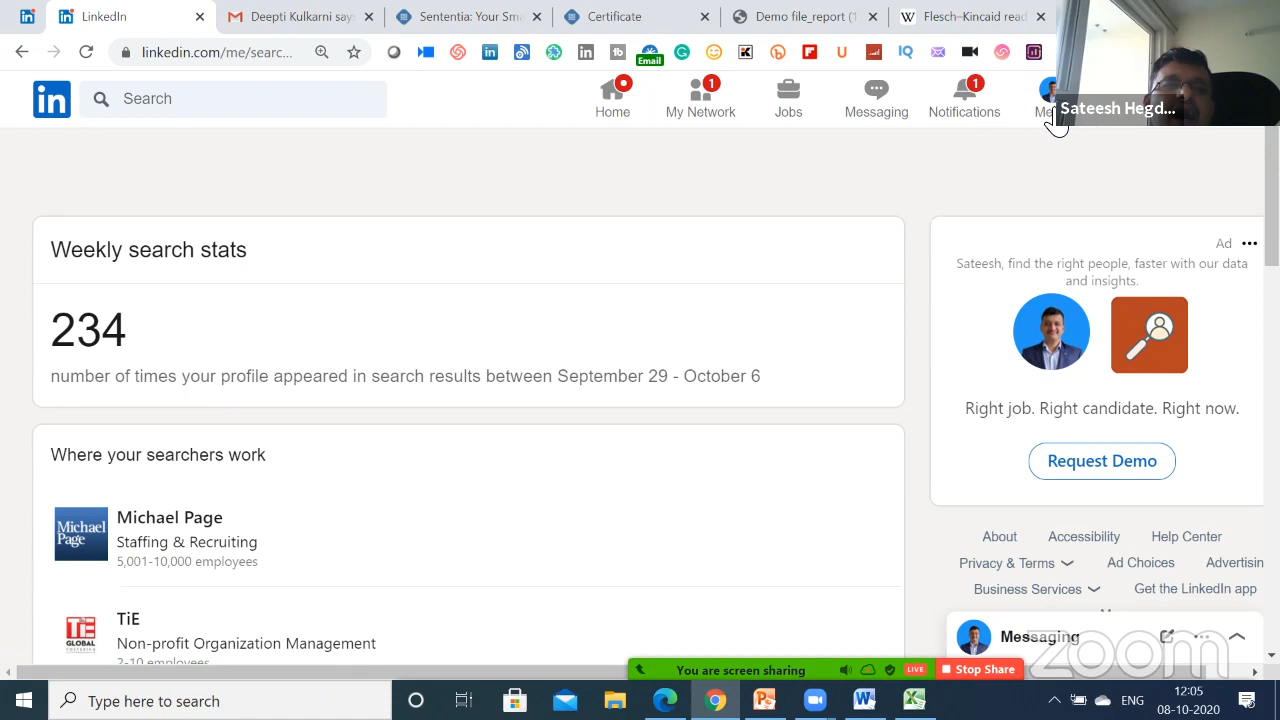 LinkedIn
Deepti Kulkarni say
Sententia: Your Smo
Certificate
Demo file_report (1
Flesch–Kincaid read
linkedin.com/me/searc...
Email
Search
Home
1
My Network
Jobs
Messaging
1
Notifications
Me
Sateesh Hegd...
Weekly search stats
234
number of times your profile appeared in search results between September 29 - October 6
Where your searchers work
Michael Page
Michael Page
Staffing & Recruiting
5,001-10,000 employees
TiE
GLOBAL
TiE
Non-profit Organization Management
2-10 employees
Ad
Sateesh, find the right people, faster with our data
and insights.
Right job. Right candidate. Right now.
Request Demo
About Accessibility Help Center
Privacy & Terms Ad Choices Advertisin
Business Services Get the LinkedIn app
Messaging
zoom
You are screen sharing
LIVE
Stop Share
Type here to search
ENG
12:05
08-10-2020